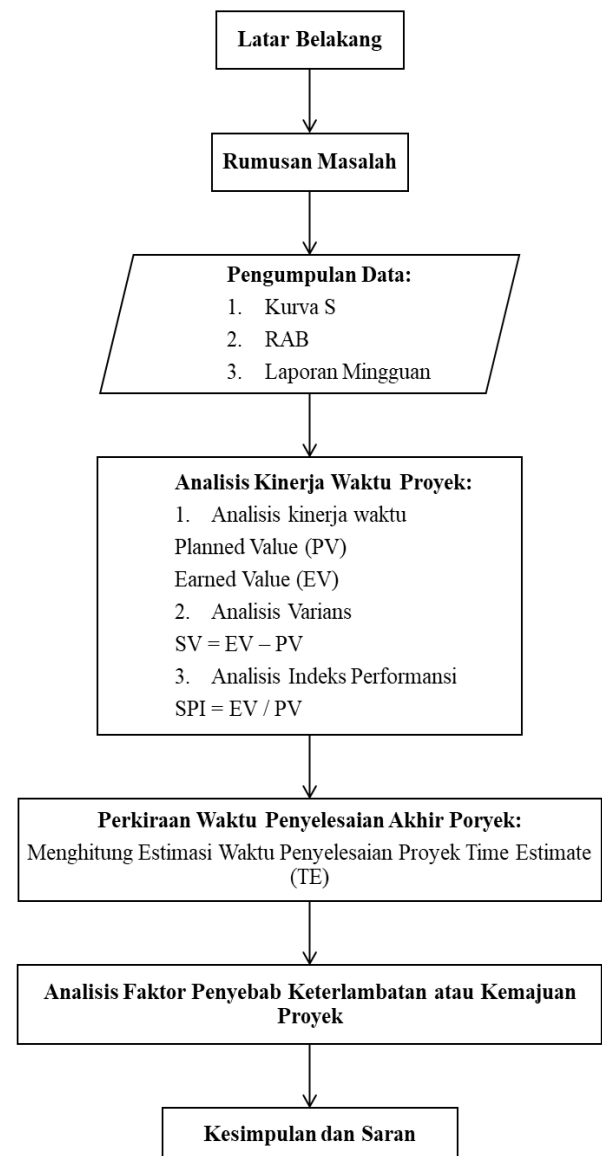 Latar Belakang
Rumusan Masalah
Pengumpulan Data:
1. Kurva S
2. RAB
3. Laporan Mingguan
Analisis Kinerja Waktu Proyek:
1. Analisis kinerja waktu
Planned Value (PV)
Earned Value (EV)
2. Analisis Varians
SV = EV – PV
3. Analisis Indeks Performansi
SPI = EV / PV
Perkiraan Waktu Penyelesaian Akhir Poryek:
Menghitung Estimasi Waktu Penyelesaian Proyek Time Estimate
(TE)
Analisis Faktor Penyebab Keterlambatan atau Kemajuan
Proyek
Kesimpulan dan Saran